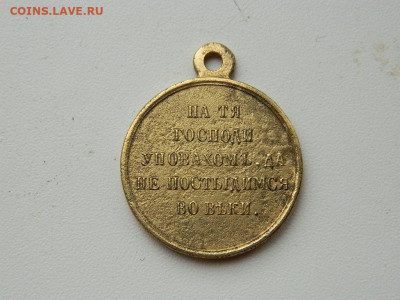 COINS.LAVE.RU
НА ТЯ
ГОСПОДИ
УПОВАХОМЪ, ДА
НЕ ПОСТЫДИМСЯ
ВО ВѢКИ.